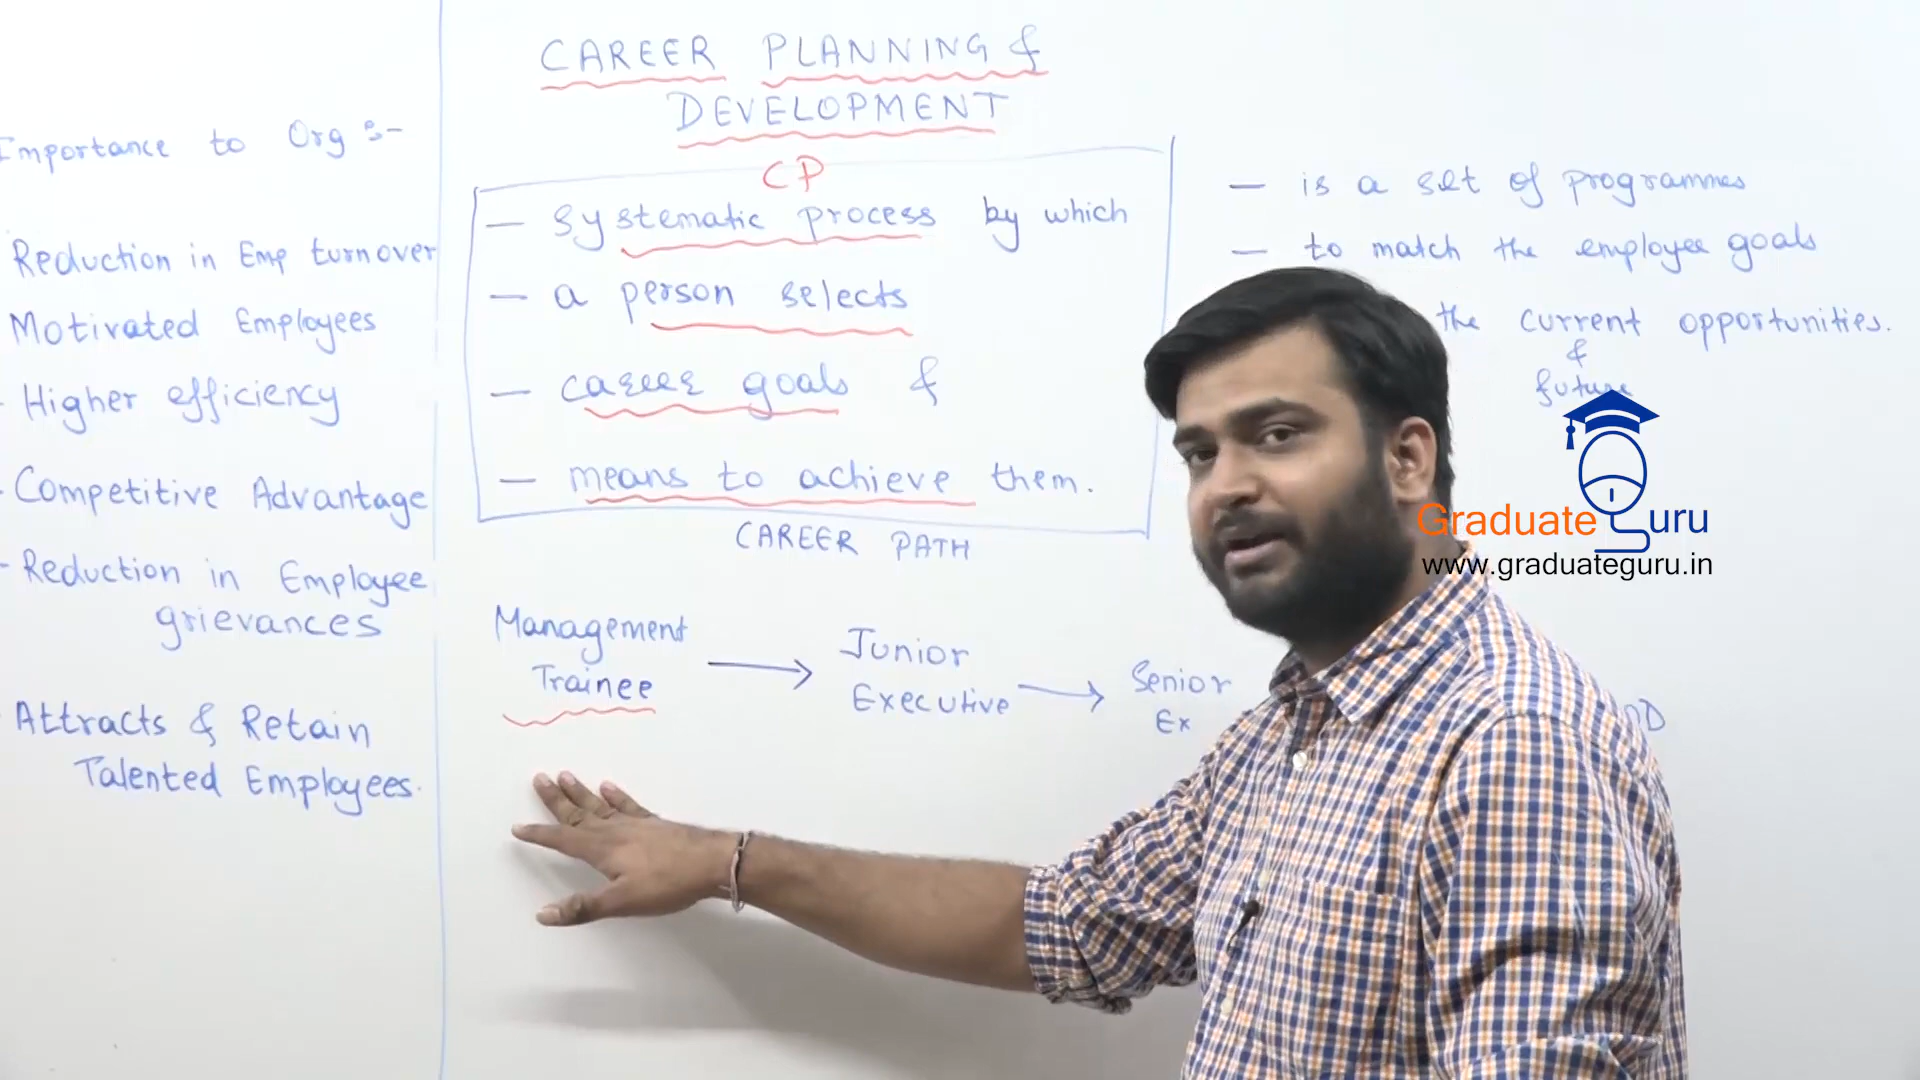 CAREER PLANNING &
DEVELOPMENT
Importance to Org :-
Reduction in Emp turnover
Motivated Employees
- Higher efficiency
- Competitive Advantage
- Reduction in Employee
grievances
- Attracts & Retain
Talented Employees.
CP
- systematic process by which
- a person selects
- career goals &
- means to achieve them.
CAREER PATH
Management
Trainee
→ Junior
Executive
→ Senior
Ex
- is a set of programmes
- to match the employee goals
the current opportunities.
&
future
Graduate Guru
www.graduateguru.in